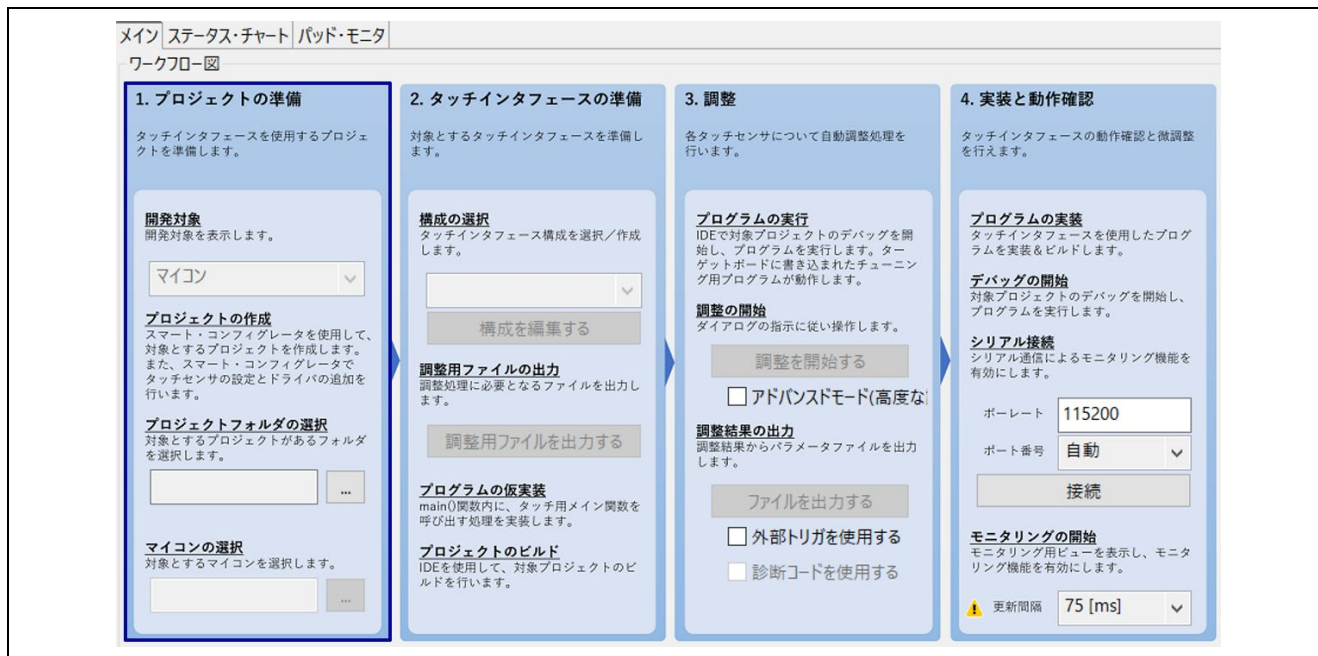 メイン ステータス・チャート パッド・モニタ
ワークフロー図
1. プロジェクトの準備
タッチインタフェースを使用するプロジェ
クトを準備します。
開発対象
開発対象を表示します。
マイコン
プロジェクトの作成
スマート・コンフィグレータを使用して、
対象とするプロジェクトを作成します。
また、スマート・コンフィグレータで
タッチセンサの設定とドライバの追加を
行います。
プロジェクトフォルダの選択
対象とするプロジェクトがあるフォルダ
を選択します。
...
マイコンの選択
対象とするマイコンを選択します。
...
2. タッチインタフェースの準備
対象とするタッチインタフェースを準備し
ます。
構成の選択
タッチインタフェース構成を選択／作成
します。
構成を編集する
調整用ファイルの出力
調整処理に必要となるファイルを出力し
ます。
調整用ファイルを出力する
プログラムの仮実装
main()関数内に、タッチ用メイン関数を
呼び出す処理を実装します。
プロジェクトのビルド
IDEを使用して、対象プロジェクトのビ
ルドを行います。
3. 調整
各タッチセンサについて自動調整処理を
行います。
プログラムの実行
IDEで対象プロジェクトのデバッグを開
始し、プログラムを実行します。ター
ゲットボードに書き込まれたチューニン
グ用プログラムが動作します。
調整の開始
ダイアログの指示に従い操作します。
調整を開始する
アドバンスドモード(高度な
調整結果の出力
調整結果からパラメータファイルを出力
します。
ファイルを出力する
外部トリガを使用する
診断コードを使用する
4. 実装と動作確認
タッチインタフェースの動作確認と微調整
を行えます。
プログラムの実装
タッチインタフェースを使用したプログ
ラムを実装&ビルドします。
デバッグの開始
対象プロジェクトのデバッグを開始し、
プログラムを実行します。
シリアル接続
シリアル通信によるモニタリング機能を
有効にします。
ボーレート 115200
ポート番号 自動
接続
モニタリングの開始
モニタリング用ビューを表示し、モニタ
リング機能を有効にします。
更新間隔 75 [ms]